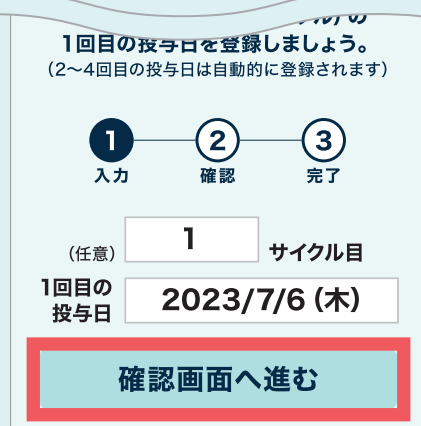 の
1回目の投与日を登録しましょう。
(2〜4回目の投与日は自動的に登録されます)
1 2 3
入力 確認 完了
(任意) 1 サイクル目
1回目の
投与日 2023/7/6 (木)
確認画面へ進む